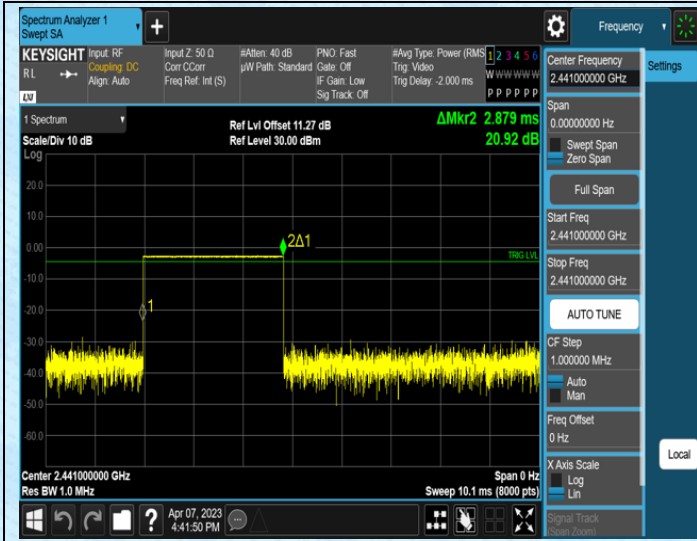 Spectrum Analyzer 1
Swept SA
Frequency
KEYSIGHT
RL
LXI
Input: RF
Coupling: DC
Align: Auto
Input Z: 50 Ω
Corr CCorr
Freq Ref: Int (S)
#Atten: 40 dB
µW Path: Standard
PNO: Fast
Gate: Off
IF Gain: Low
Sig Track: Off
#Avg Type: Power (RMS
Trig: Video
Trig Delay: -2.000 ms
1 2 3 4 5 6
W W W W W W
P P P P P P
1 Spectrum
Scale/Div 10 dB
Log
Ref Lvl Offset 11.27 dB
Ref Level 30.00 dBm
ΔMkr2 2.879 ms
20.92 dB
20.0
10.0
0.00
-10.0
-20.0
-30.0
-40.0
-50.0
-60.0
2Δ1
TRIG LVL
1
Center 2.441000000 GHz
Res BW 1.0 MHz
Span 0 Hz
Sweep 10.1 ms (8000 pts)
?
Apr 07, 2023
4:41:50 PM
Center Frequency
2.441000000 GHz
Span
0.00000000 Hz
Swept Span
Zero Span
Full Span
Start Freq
2.441000000 GHz
Stop Freq
2.441000000 GHz
AUTO TUNE
CF Step
1.000000 MHz
Auto
Man
Freq Offset
0 Hz
X Axis Scale
Log
Lin
Signal Track
(Span Zoom)
Settings
Local